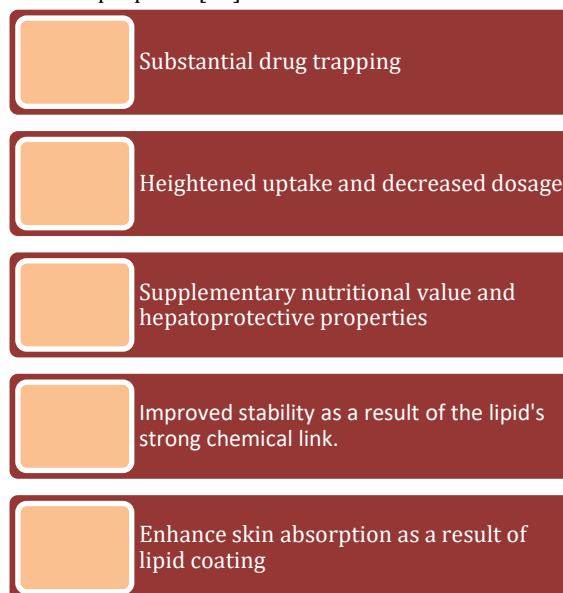 Substantial drug trapping
Heightened uptake and decreased dosage
Supplementary nutritional value and
hepatoprotective properties
Improved stability as a result of the lipid's
strong chemical link.
Enhance skin absorption as a result of
lipid coating